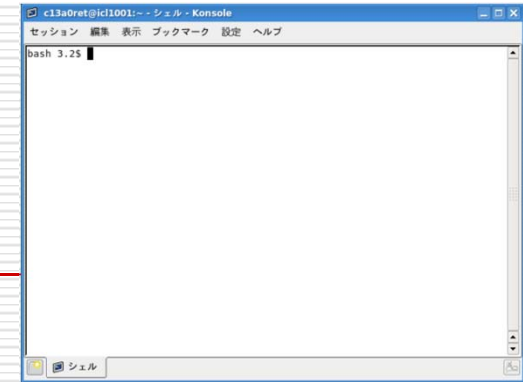 c13a0ret@icl1001:~ - シェル - Konsole
セッション 編集 表示 ブックマーク 設定 ヘルプ
bash 3.2$
シェル